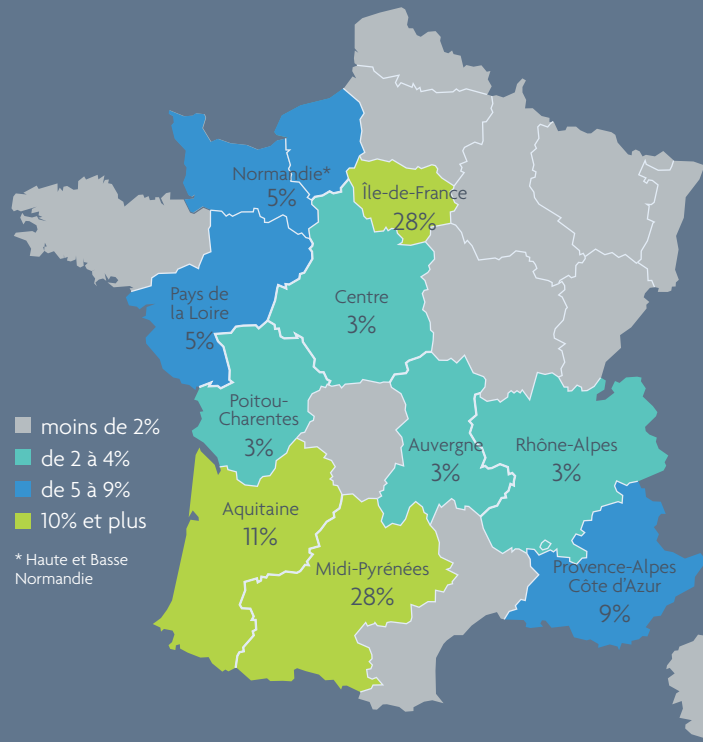 Normandie*
5%
Île-de-France
28%
Pays de
la Loire
5%
Centre
3%
Poitou-
Charentes
3%
Auvergne
3%
Rhône-Alpes
3%
moins de 2%
de 2 à 4%
de 5 à 9%
10% et plus
* Haute et Basse
Normandie
Aquitaine
11%
Midi-Pyrénées
28%
Provence-Alpes
Côte d'Azur
9%